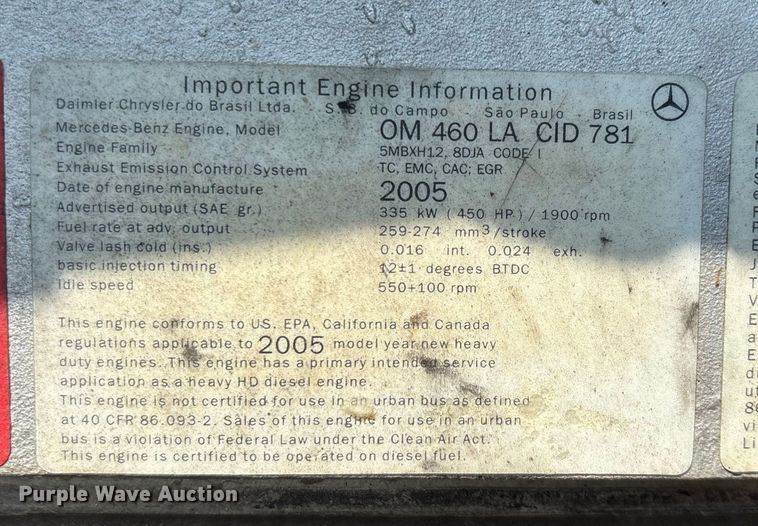 Important Engine Information
Daimler Chrysler do Brasil Ltda. - S. B. do Campo - São Paulo - Brasil
Mercedes-Benz Engine, Model OM 460 LA CID 781
Engine Family 5MBXH12, 8DJA CODE I
Exhaust Emission Control System TC, EMC, CAC; EGR
Date of engine manufacture 2005
Advertised output (SAE gr.) 335 kW (450 HP) / 1900 rpm
Fuel rate at adv. output 259-274 mm3/stroke
Valve lash cold (ins.) 0.016 int. 0.024 exh.
basic injection timing 12±1 degrees BTDC
Idle speed 550+100 rpm
This engine conforms to US. EPA, California and Canada
regulations applicable to 2005 model year new heavy
duty engines. This engine has a primary intended service
application as a heavy HD diesel engine.
This engine is not certified for use in an urban bus as defined
at 40 CFR 86.093-2. Sales of this engine for use in an urban
bus is a violation of Federal Law under the Clean Air Act.
This engine is certified to be operated on diesel fuel.
Purple Wave Auction